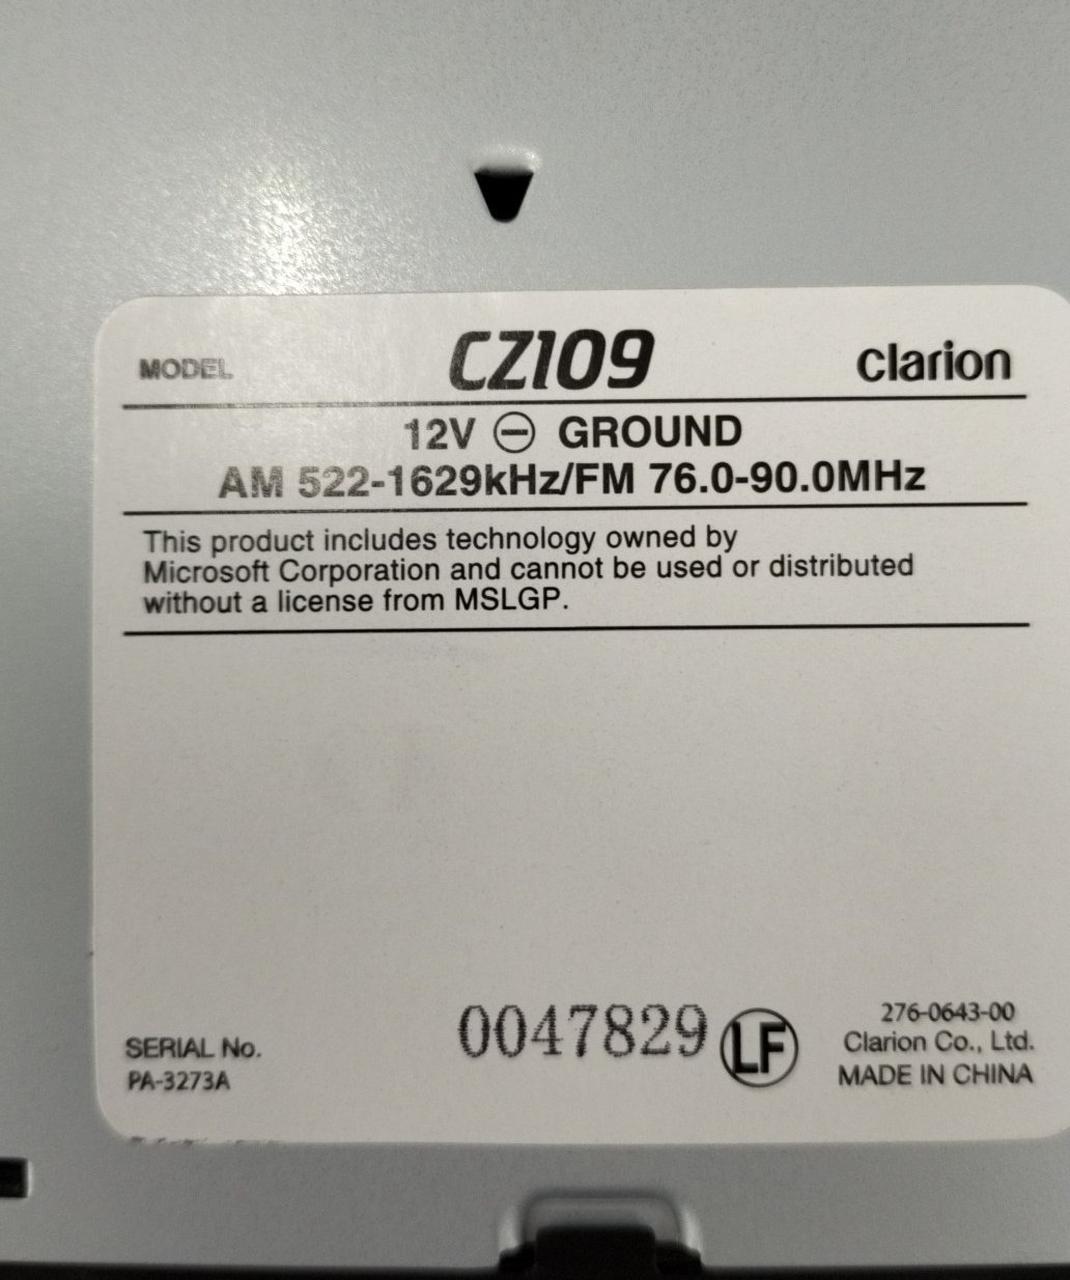 MODEL CZ109 clarion
12V ⊖ GROUND
AM 522-1629kHz/FM 76.0-90.0MHz
This product includes technology owned by
Microsoft Corporation and cannot be used or distributed
without a license from MSLGP.
SERIAL No. 0047829 LF
PA-3273A
276-0643-00
Clarion Co., Ltd.
MADE IN CHINA